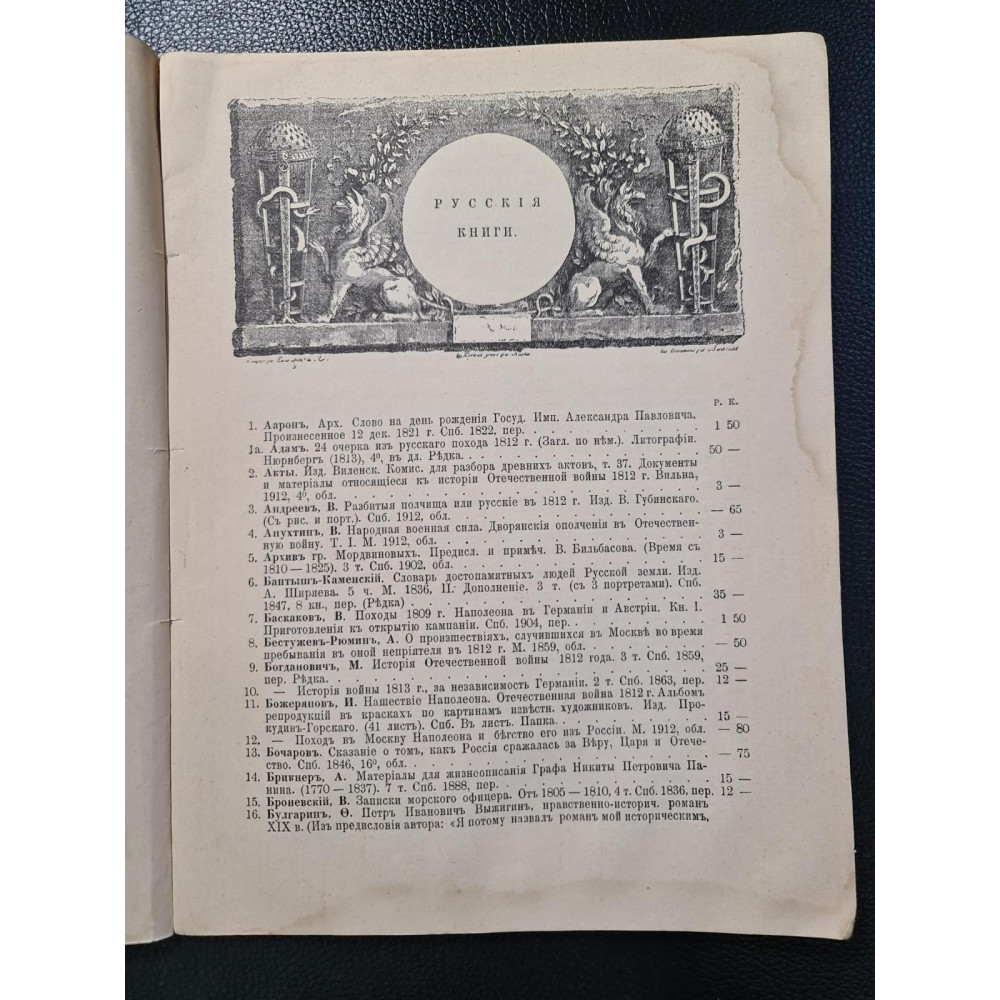 РУССКІЯ
КНИГИ.
Р. К.
1. Ааронъ, Арх. Слово на день рожденія Госуд. Имп. Александра Павловича,
Произнесенное 12 дек. 1821 г. Спб. 1822, пер. . . . . . . . . . 1 50
1а. Адамъ. 24 очерка изъ русскаго похода 1812 г. (Загл. по нѣм.). Литографіи.
Нюрнбергъ (1813), 4⁰, въ дл. Рѣдка. . . . . . . . . . . . . 50 —
2. Акты. Изд. Виленск. Комис. для разбора древнихъ актовъ, т. 37. Документы
и матеріалы относящіеся къ исторіи Отечественной войны 1812 г. Вильна,
1912, 4⁰, обл. . . . . . . . . . . . . . . . . 3 —
3. Андреевъ, В. Разбитыя полчища или русскіе въ 1812 г. Изд. В. Губинскаго.
(Съ рис. и порт.). Спб. 1912, обл. . . . . . . . . . . . . — 65
4. Апухтинъ, В. Народная военная сила. Дворянскія ополченія въ Отечествен-
ную войну. Т. I. М. 1912, обл. . . . . . . . . . . . . . 3 —
5. Архивъ гр. Мордвиновыхъ. Предисл. и примѣч. В. Бильбасова. (Время съ
1810 — 1825). 3 т. Спб. 1902, обл. . . . . . . . . . . . . 15 —
6. Бантышъ-Каменскій. Словарь достопамятныхъ людей Русской земли. Изд.
А. Ширяева. 5 ч. М. 1836, II. Дополненіе. 3 т. (съ 3 портретами). Спб.
1847, 8 кн., пер. (Рѣдка) . . . . . . . . . . . . . . 35 —
7. Баскаковъ, В. Походы 1809 г. Наполеона въ Германіи и Австріи. Кн. I.
Приготовленія къ открытію кампаніи. Спб. 1904, пер. . . . . . . . 1 50
8. Бестужевъ-Рюминъ, А. О происшествіяхъ, случившихся въ Москвѣ во время
пребыванія въ оной непріятеля въ 1812 г. М. 1859, обл. . . . . . . — 50
9. Богдановичъ, М. Исторія Отечественной войны 1812 года. 3 т. Спб. 1859,
пер. Рѣдка. . . . . . . . . . . . . . . . . . 25 —
10. — Исторія войны 1813 г., за независимость Германіи. 2 т. Спб. 1863, пер. 12 —
11. Божеряновъ, И. Нашествіе Наполеона. Отечественная война 1812 г. Альбомъ
репродукцій въ краскахъ по картинамъ извѣстн. художниковъ. Изд. Про-
кудинъ-Горскаго. (41 листъ). Спб. Въ листъ. Папка. . . . . . . . 15 —
12. — Походъ въ Москву Наполеона и бѣгство его изъ Россіи. М. 1912, обл. — 80
13. Бочаровъ. Сказаніе о томъ, какъ Россія сражалась за Вѣру, Царя и Отече-
ство. Спб. 1846, 16⁰, обл. . . . . . . . . . . . . . . — 75
14. Брикнеръ, А. Матеріалы для жизнеописанія Графа Никиты Петровича Па-
нина. (1770 — 1837). 7 т. Спб. 1888, пер. . . . . . . . . . . 15 —
15. Броневскій, В. Записки морского офицера. Отъ 1805 — 1810, 4 т. Спб. 1836, пер. 12 —
16. Булгаринъ, Ѳ. Петръ Ивановичъ Выжигинъ, нравственно-историч. романъ
XIX в. (Изъ предисловія автора: «Я потому назвалъ романъ мой историческимъ,